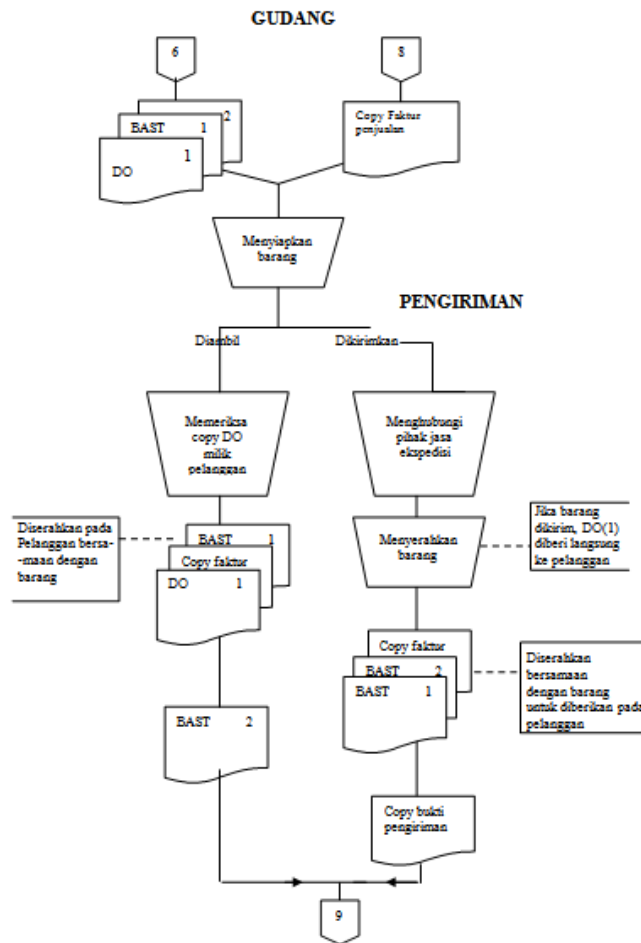 GUDANG
6
8
2
BAST 1
1
DO
Copy Faktur
penjualan
Menyiapkan
barang
PENGIRIMAN
Diambil
Dikirimkan
Memeriksa
copy DO
milik
pelanggan
Menghubungi
pihak jasa
ekspedisi
Diserahkan pada
Pelanggan bersa-
-maan dengan
barang
BAST 1
Copy faktur
DO 1
Menyerahkan
barang
Jika barang
dikirim, DO(1)
diberi langsung
ke pelanggan
Copy faktur
BAST 2
BAST 1
Diserahkan
bersamaan
dengan barang
untuk diberikan pada
pelanggan
BAST 2
Copy bukti
pengiriman
9